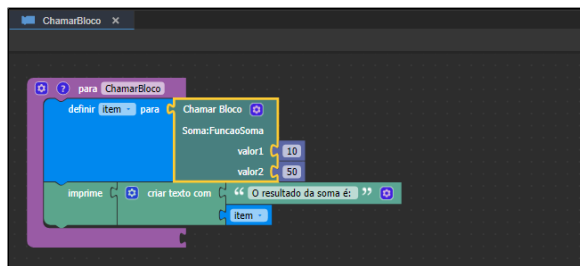 ChamarBloco ×
? para ChamarBloco
definir item para Chamar Bloco
Soma:FuncaoSoma
valor1 10
valor2 50
imprime criar texto com “ O resultado da soma é: ”
item